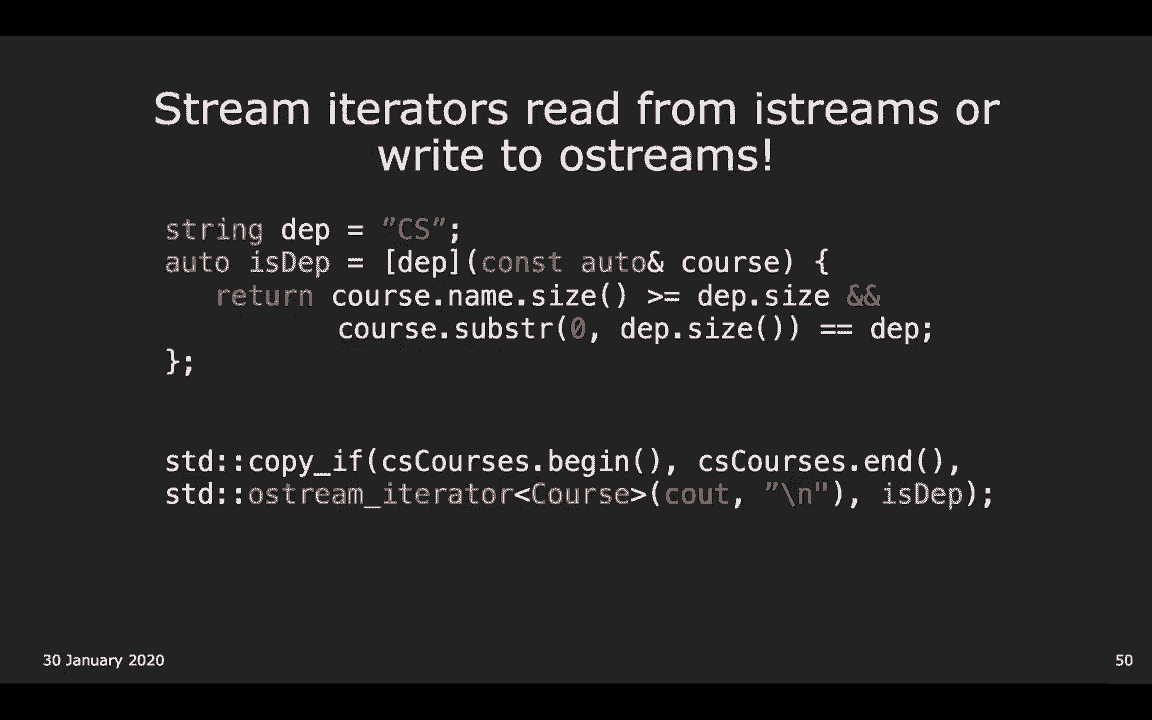 Stream iterators read from istreams or
write to ostreams!
string dep = ”CS”;
auto isDep = [dep](const auto& course) {
return course.name.size() >= dep.size &&
course.substr(0, dep.size()) == dep;
};
std::copy_if(csCourses.begin(), csCourses.end(),
std::ostream_iterator<Course>(cout, ”\n"), isDep);
30 January 2020
50